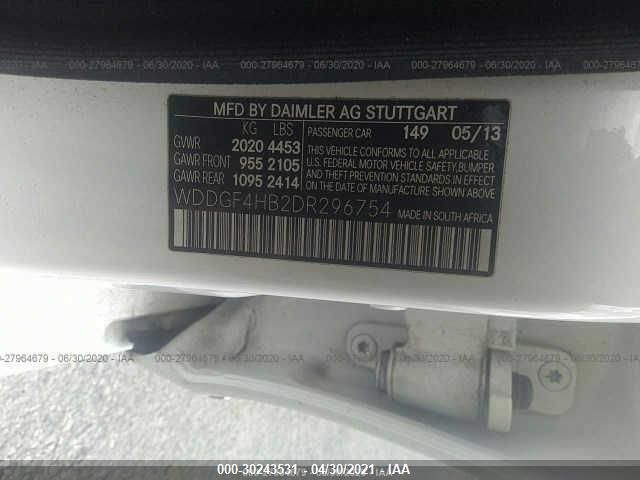 000-27964679 - 06/30/2020 - IAA
MFD BY DAIMLER AG STUTTGART
KG LBS
GVWR 2020 4453
GAWR FRONT 955 2105
GAWR REAR 1095 2414
PASSENGER CAR 149 05/13
THIS VEHICLE CONFORMS TO ALL APPLICABLE
U.S. FEDERAL MOTOR VEHICLE SAFETY,BUMPER
AND THEFT PREVENTION STANDARDS IN EFFECT
ON THE DATE OF MANUFACTURE SHOWN ABOVE.
WDDGF4HB2DR296754 MADE IN SOUTH AFRICA
000-27964679 - 06/30/2020 - IAA
000-30243531 - 04/30/2021 - IAA